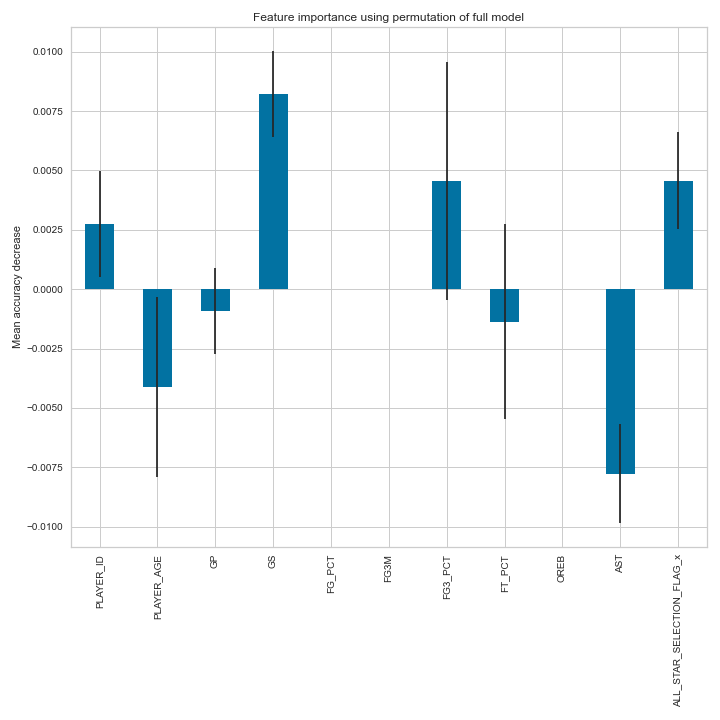 Feature importance using permutation of full model
Mean accuracy decrease
0.0100
0.0075
0.0050
0.0025
0.0000
−0.0025
−0.0050
−0.0075
−0.0100
PLAYER_ID
PLAYER_AGE
GP
GS
FG_PCT
FG3M
FG3_PCT
FT_PCT
OREB
AST
ALL_STAR_SELECTION_FLAG_x